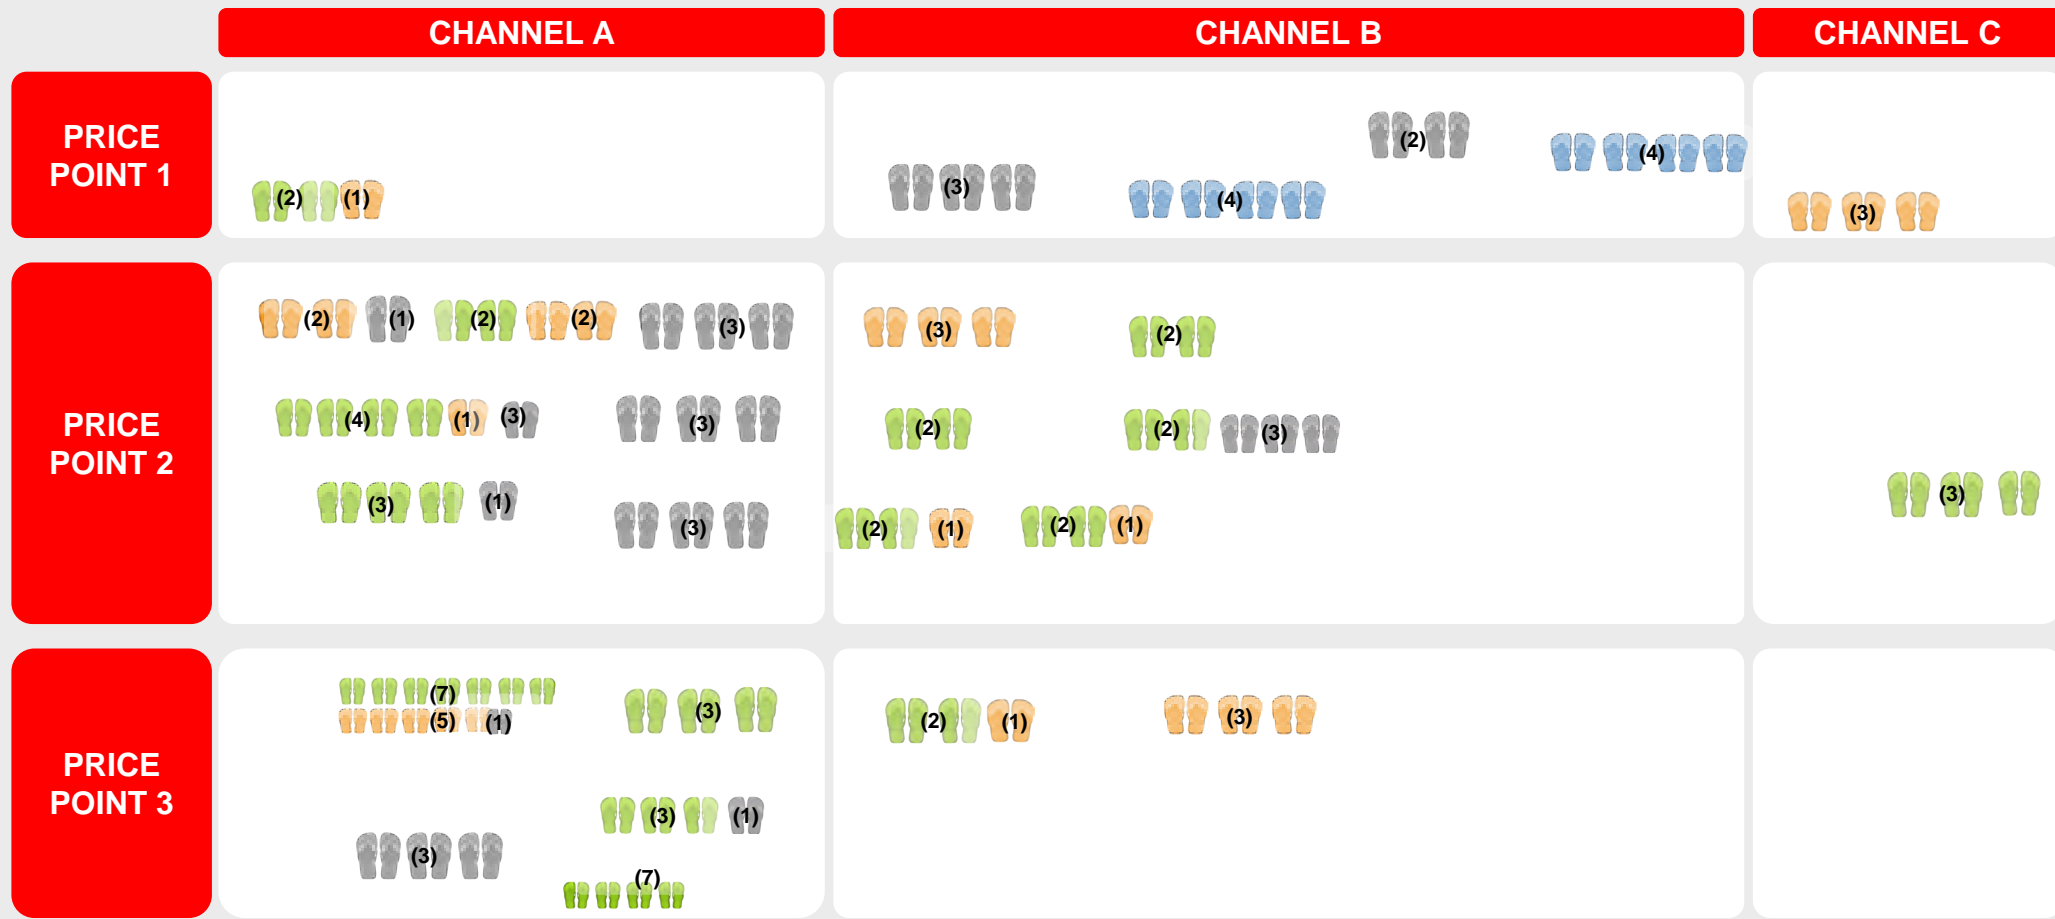 CHANNEL A
CHANNEL B
CHANNEL C
PRICE
POINT 1
(2) (1)
(3)
(4)
(2)
(4)
(3)
PRICE
POINT 2
(2) (1) (2) (2) (3)
(4) (1) (3) (3)
(3) (1) (3)
(3) (2)
(2) (2) (3)
(2) (1) (2) (1)
(3)
PRICE
POINT 3
(7)
(5) (1)
(3)
(3) (1)
(3)
(7)
(2) (1) (3)